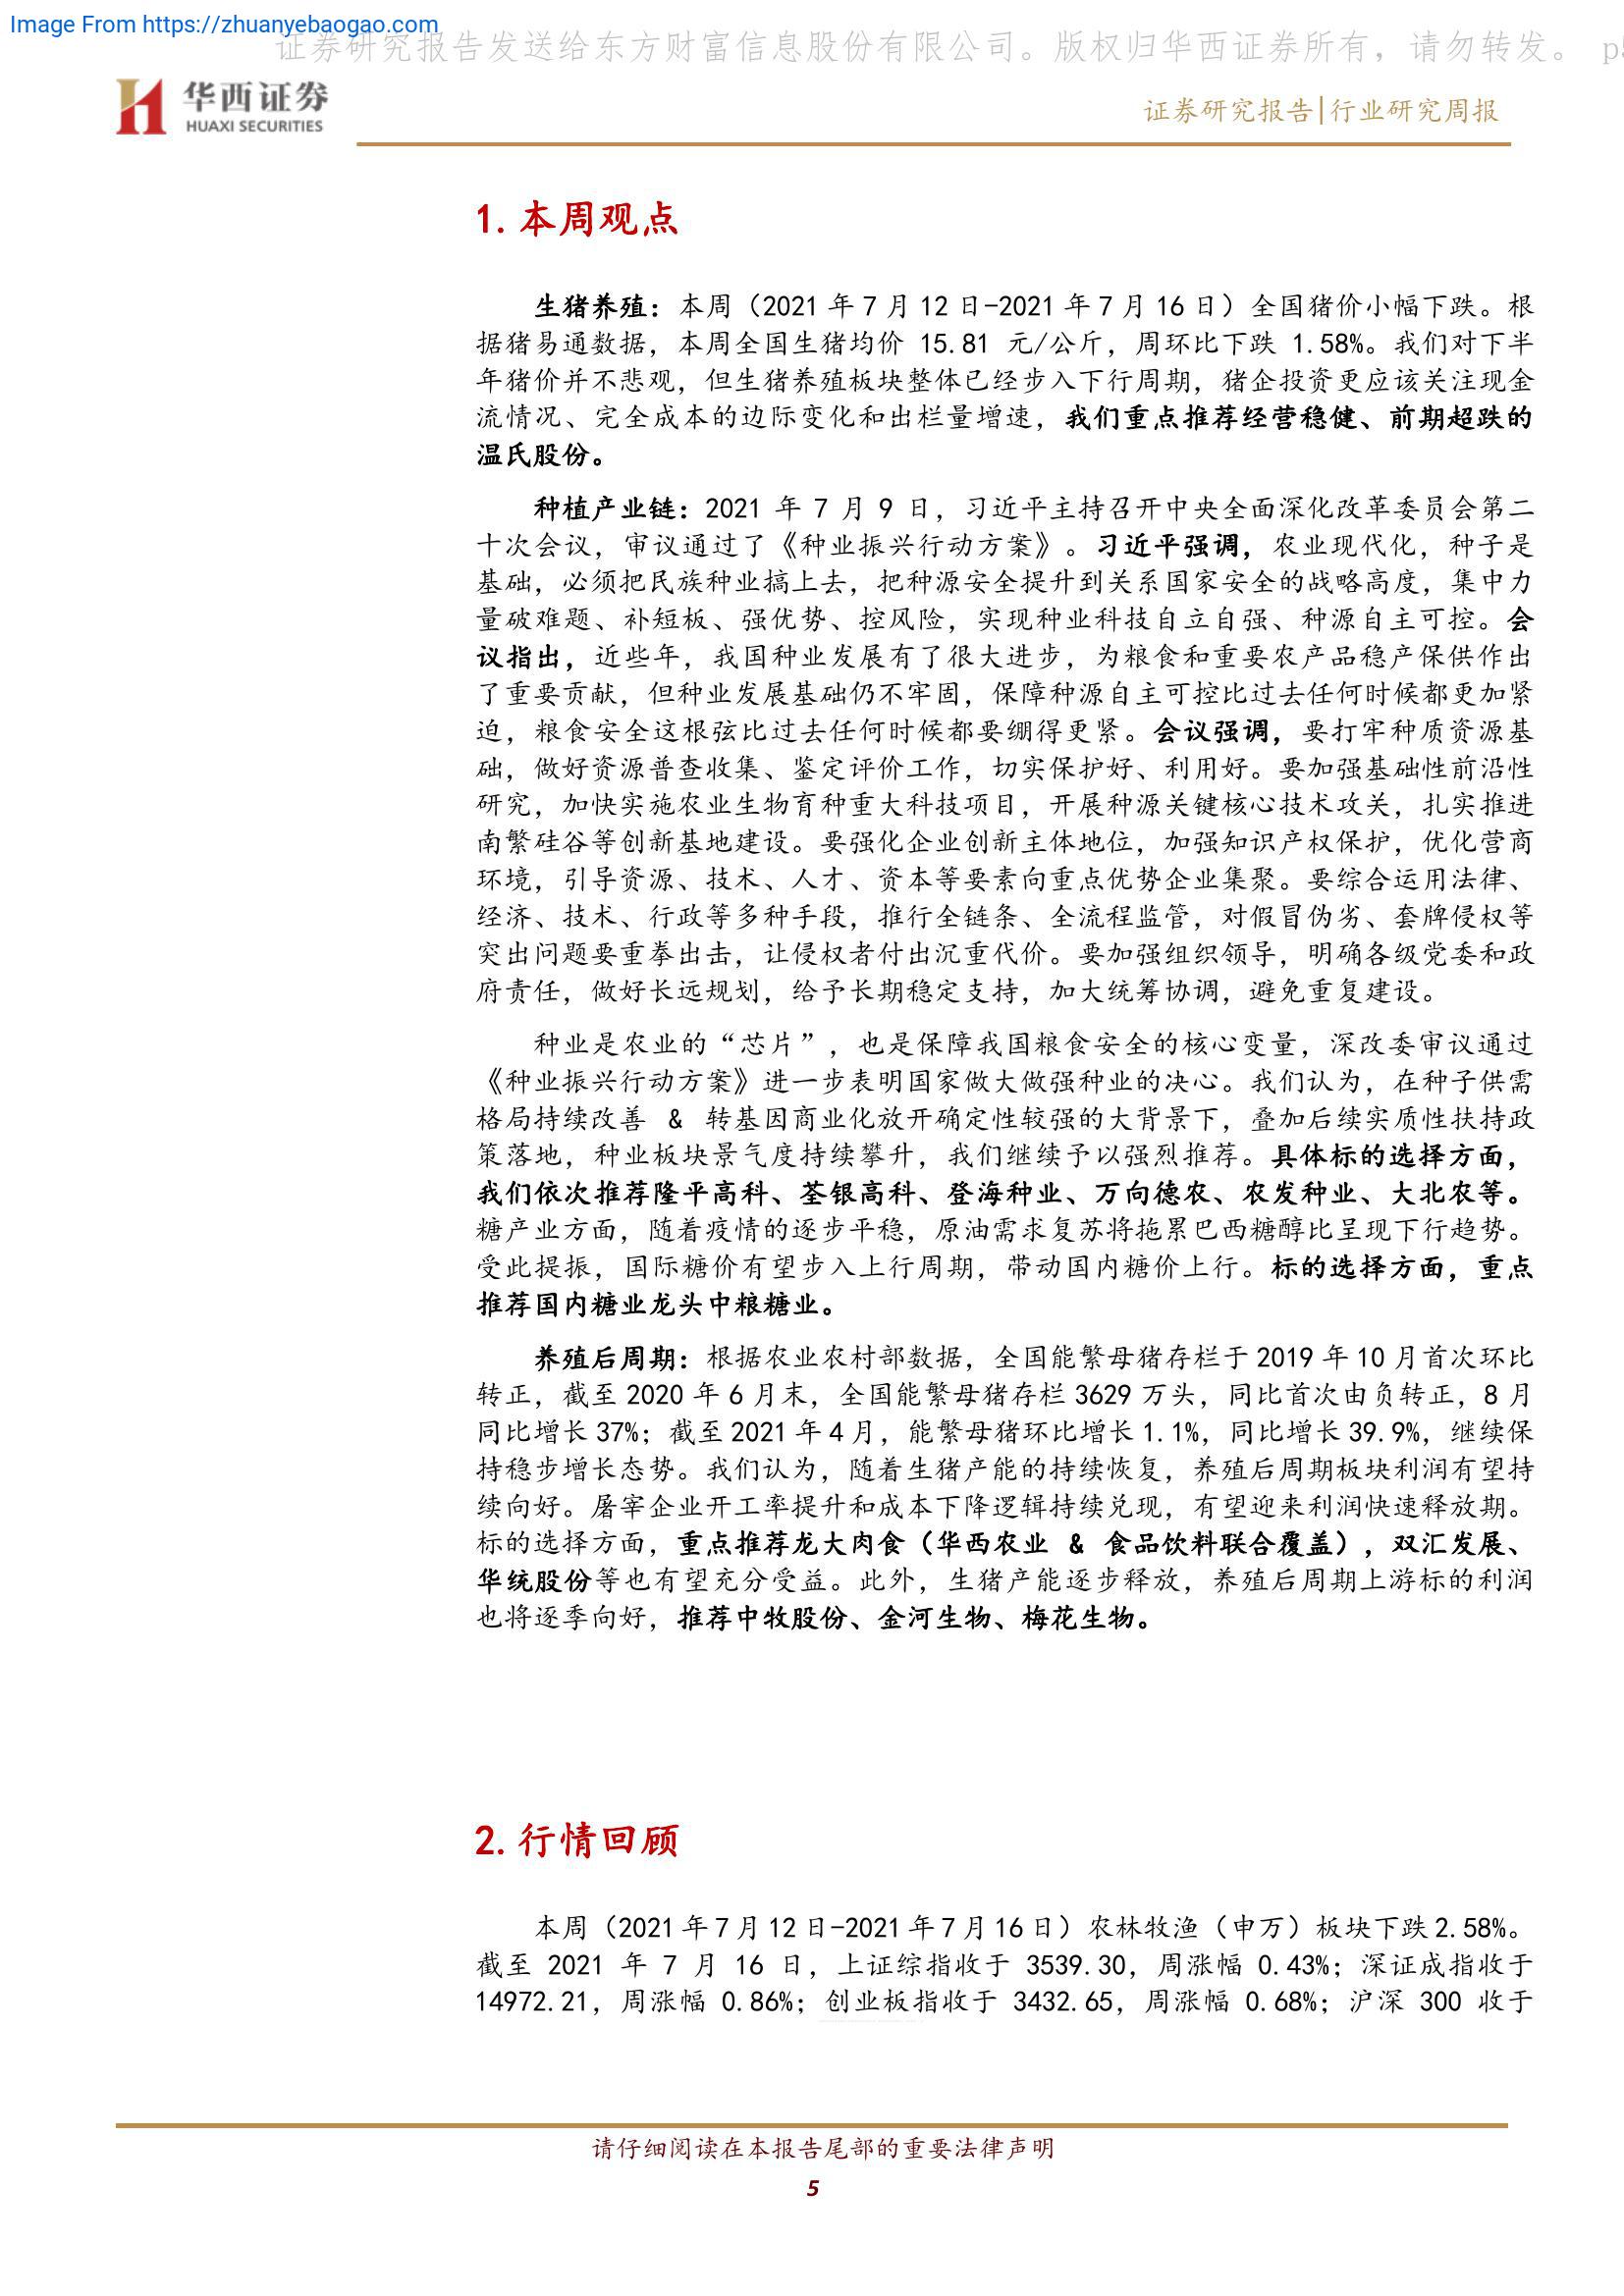 Image From https://zhuanyebaogao.com
证券研究报告发送给东方财富信息股份有限公司。版权归华西证券所有，请勿转发。 p5
华西证券
HUAXI SECURITIES
证券研究报告|行业研究周报
1. 本周观点
生猪养殖：本周（2021 年 7 月 12 日-2021 年 7 月 16 日）全国猪价小幅下跌。根
据猪易通数据，本周全国生猪均价 15.81 元/公斤，周环比下跌 1.58%。我们对下半
年猪价并不悲观，但生猪养殖板块整体已经步入下行周期，猪企投资更应该关注现金
流情况、完全成本的边际变化和出栏量增速，我们重点推荐经营稳健、前期超跌的
温氏股份。
种植产业链：2021 年 7 月 9 日，习近平主持召开中央全面深化改革委员会第二
十次会议，审议通过了《种业振兴行动方案》。习近平强调，农业现代化，种子是
基础，必须把民族种业搞上去，把种源安全提升到关系国家安全的战略高度，集中力
量破难题、补短板、强优势、控风险，实现种业科技自立自强、种源自主可控。会
议指出，近些年，我国种业发展有了很大进步，为粮食和重要农产品稳产保供作出
了重要贡献，但种业发展基础仍不牢固，保障种源自主可控比过去任何时候都更加紧
迫，粮食安全这根弦比过去任何时候都要绷得更紧。会议强调，要打牢种质资源基
础，做好资源普查收集、鉴定评价工作，切实保护好、利用好。要加强基础性前沿性
研究，加快实施农业生物育种重大科技项目，开展种源关键核心技术攻关，扎实推进
南繁硅谷等创新基地建设。要强化企业创新主体地位，加强知识产权保护，优化营商
环境，引导资源、技术、人才、资本等要素向重点优势企业集聚。要综合运用法律、
经济、技术、行政等多种手段，推行全链条、全流程监管，对假冒伪劣、套牌侵权等
突出问题要重拳出击，让侵权者付出沉重代价。要加强组织领导，明确各级党委和政
府责任，做好长远规划，给予长期稳定支持，加大统筹协调，避免重复建设。
种业是农业的“芯片”，也是保障我国粮食安全的核心变量，深改委审议通过
《种业振兴行动方案》进一步表明国家做大做强种业的决心。我们认为，在种子供需
格局持续改善 & 转基因商业化放开确定性较强的大背景下，叠加后续实质性扶持政
策落地，种业板块景气度持续攀升，我们继续予以强烈推荐。具体标的选择方面，
我们依次推荐隆平高科、荃银高科、登海种业、万向德农、农发种业、大北农等。
糖产业方面，随着疫情的逐步平稳，原油需求复苏将拖累巴西糖醇比呈现下行趋势。
受此提振，国际糖价有望步入上行周期，带动国内糖价上行。标的选择方面，重点
推荐国内糖业龙头中粮糖业。
养殖后周期：根据农业农村部数据，全国能繁母猪存栏于 2019 年 10 月首次环比
转正，截至 2020 年 6 月末，全国能繁母猪存栏 3629 万头，同比首次由负转正，8 月
同比增长 37%；截至 2021 年 4 月，能繁母猪环比增长 1.1%，同比增长 39.9%，继续保
持稳步增长态势。我们认为，随着生猪产能的持续恢复，养殖后周期板块利润有望持
续向好。屠宰企业开工率提升和成本下降逻辑持续兑现，有望迎来利润快速释放期。
标的选择方面，重点推荐龙大肉食（华西农业 & 食品饮料联合覆盖），双汇发展、
华统股份等也有望充分受益。此外，生猪产能逐步释放，养殖后周期上游标的利润
也将逐季向好，推荐中牧股份、金河生物、梅花生物。
2. 行情回顾
本周（2021 年 7 月 12 日-2021 年 7 月 16 日）农林牧渔（申万）板块下跌 2.58%。
截至 2021 年 7 月 16 日，上证综指收于 3539.30，周涨幅 0.43%；深证成指收于
14972.21，周涨幅 0.86%；创业板指收于 3432.65，周涨幅 0.68%；沪深 300 收于
请仔细阅读在本报告尾部的重要法律声明
5